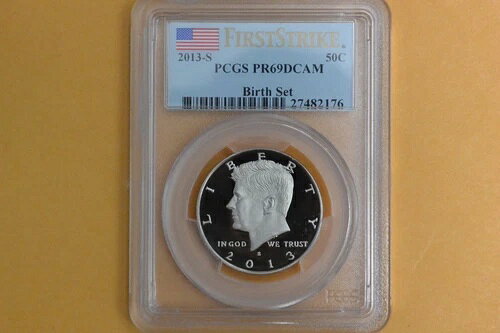 FIRSTSTRIKE®
2013-S 50C
PCGS PR69DCAM
Birth Set
27482176
LIBERTY
IN GOD WE TRUST
S
2013